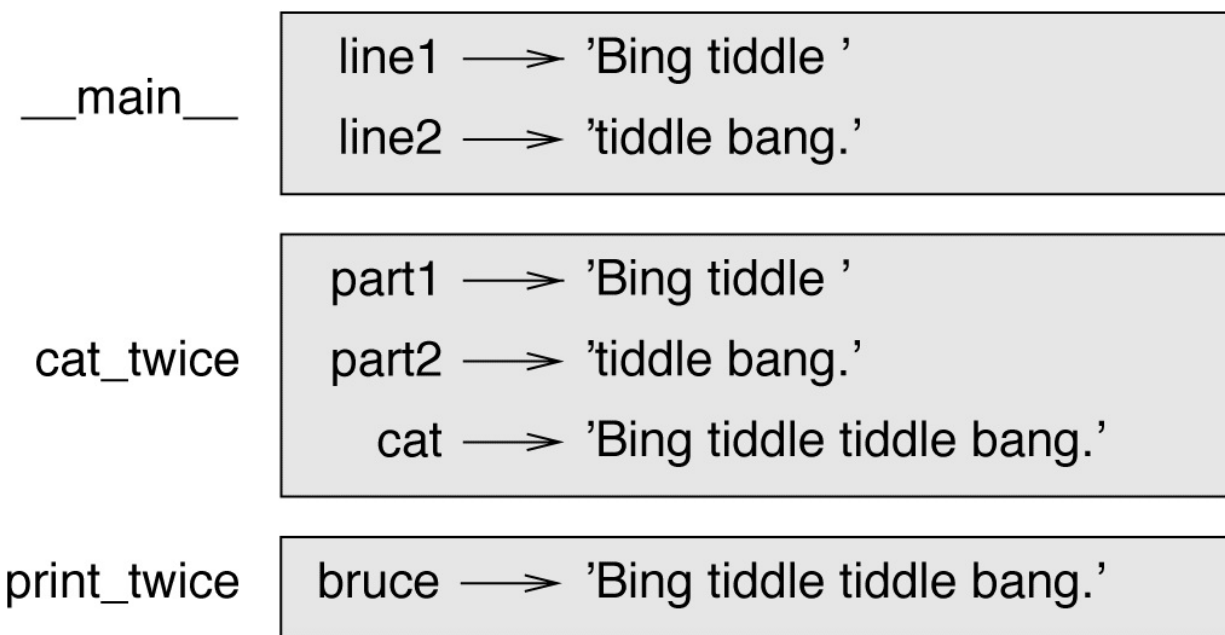 __main__
line1 ’Bing tiddle ’
line2 ’tiddle bang.’
cat_twice
part1 ’Bing tiddle ’
part2 ’tiddle bang.’
cat ’Bing tiddle tiddle bang.’
print_twice
bruce ’Bing tiddle tiddle bang.’